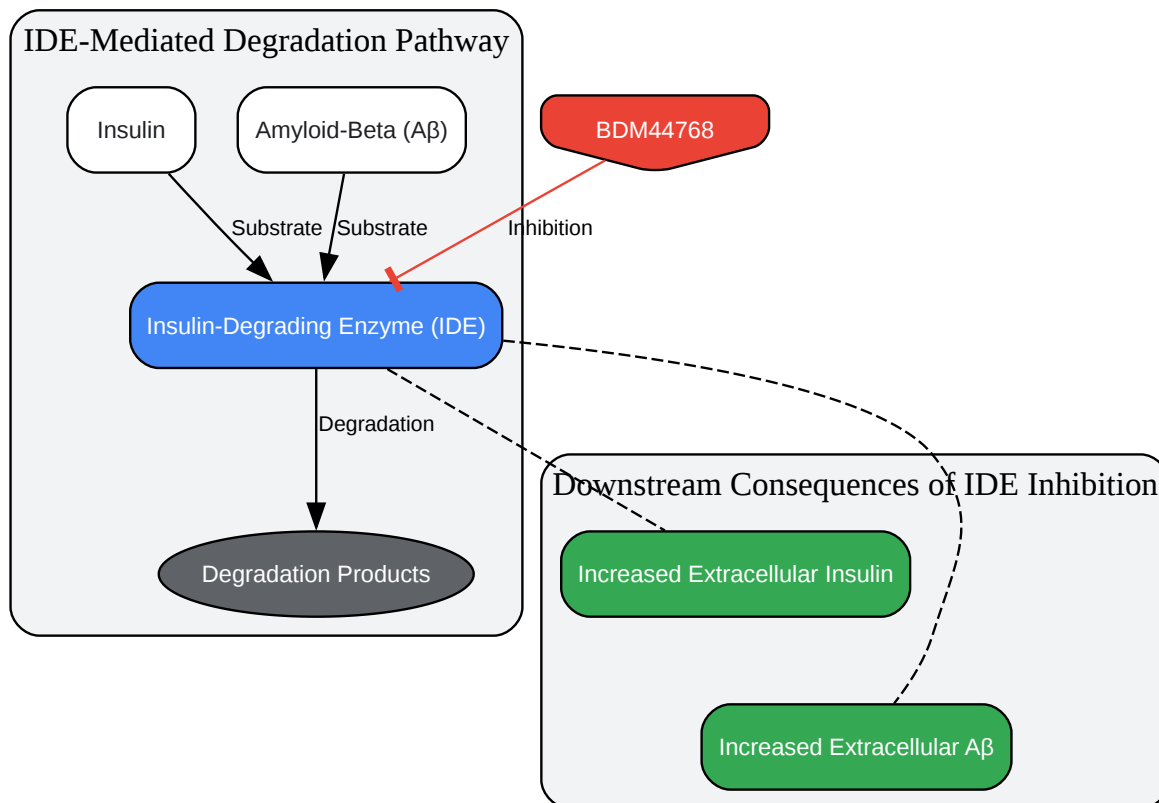 IDE-Mediated Degradation Pathway
Insulin
Amyloid-Beta (Aβ)
BDM44768
Substrate
Substrate
Inhibition
Insulin-Degrading Enzyme (IDE)
Degradation
Downstream Consequences of IDE Inhibition
Degradation Products
Increased Extracellular Insulin
Increased Extracellular Aβ